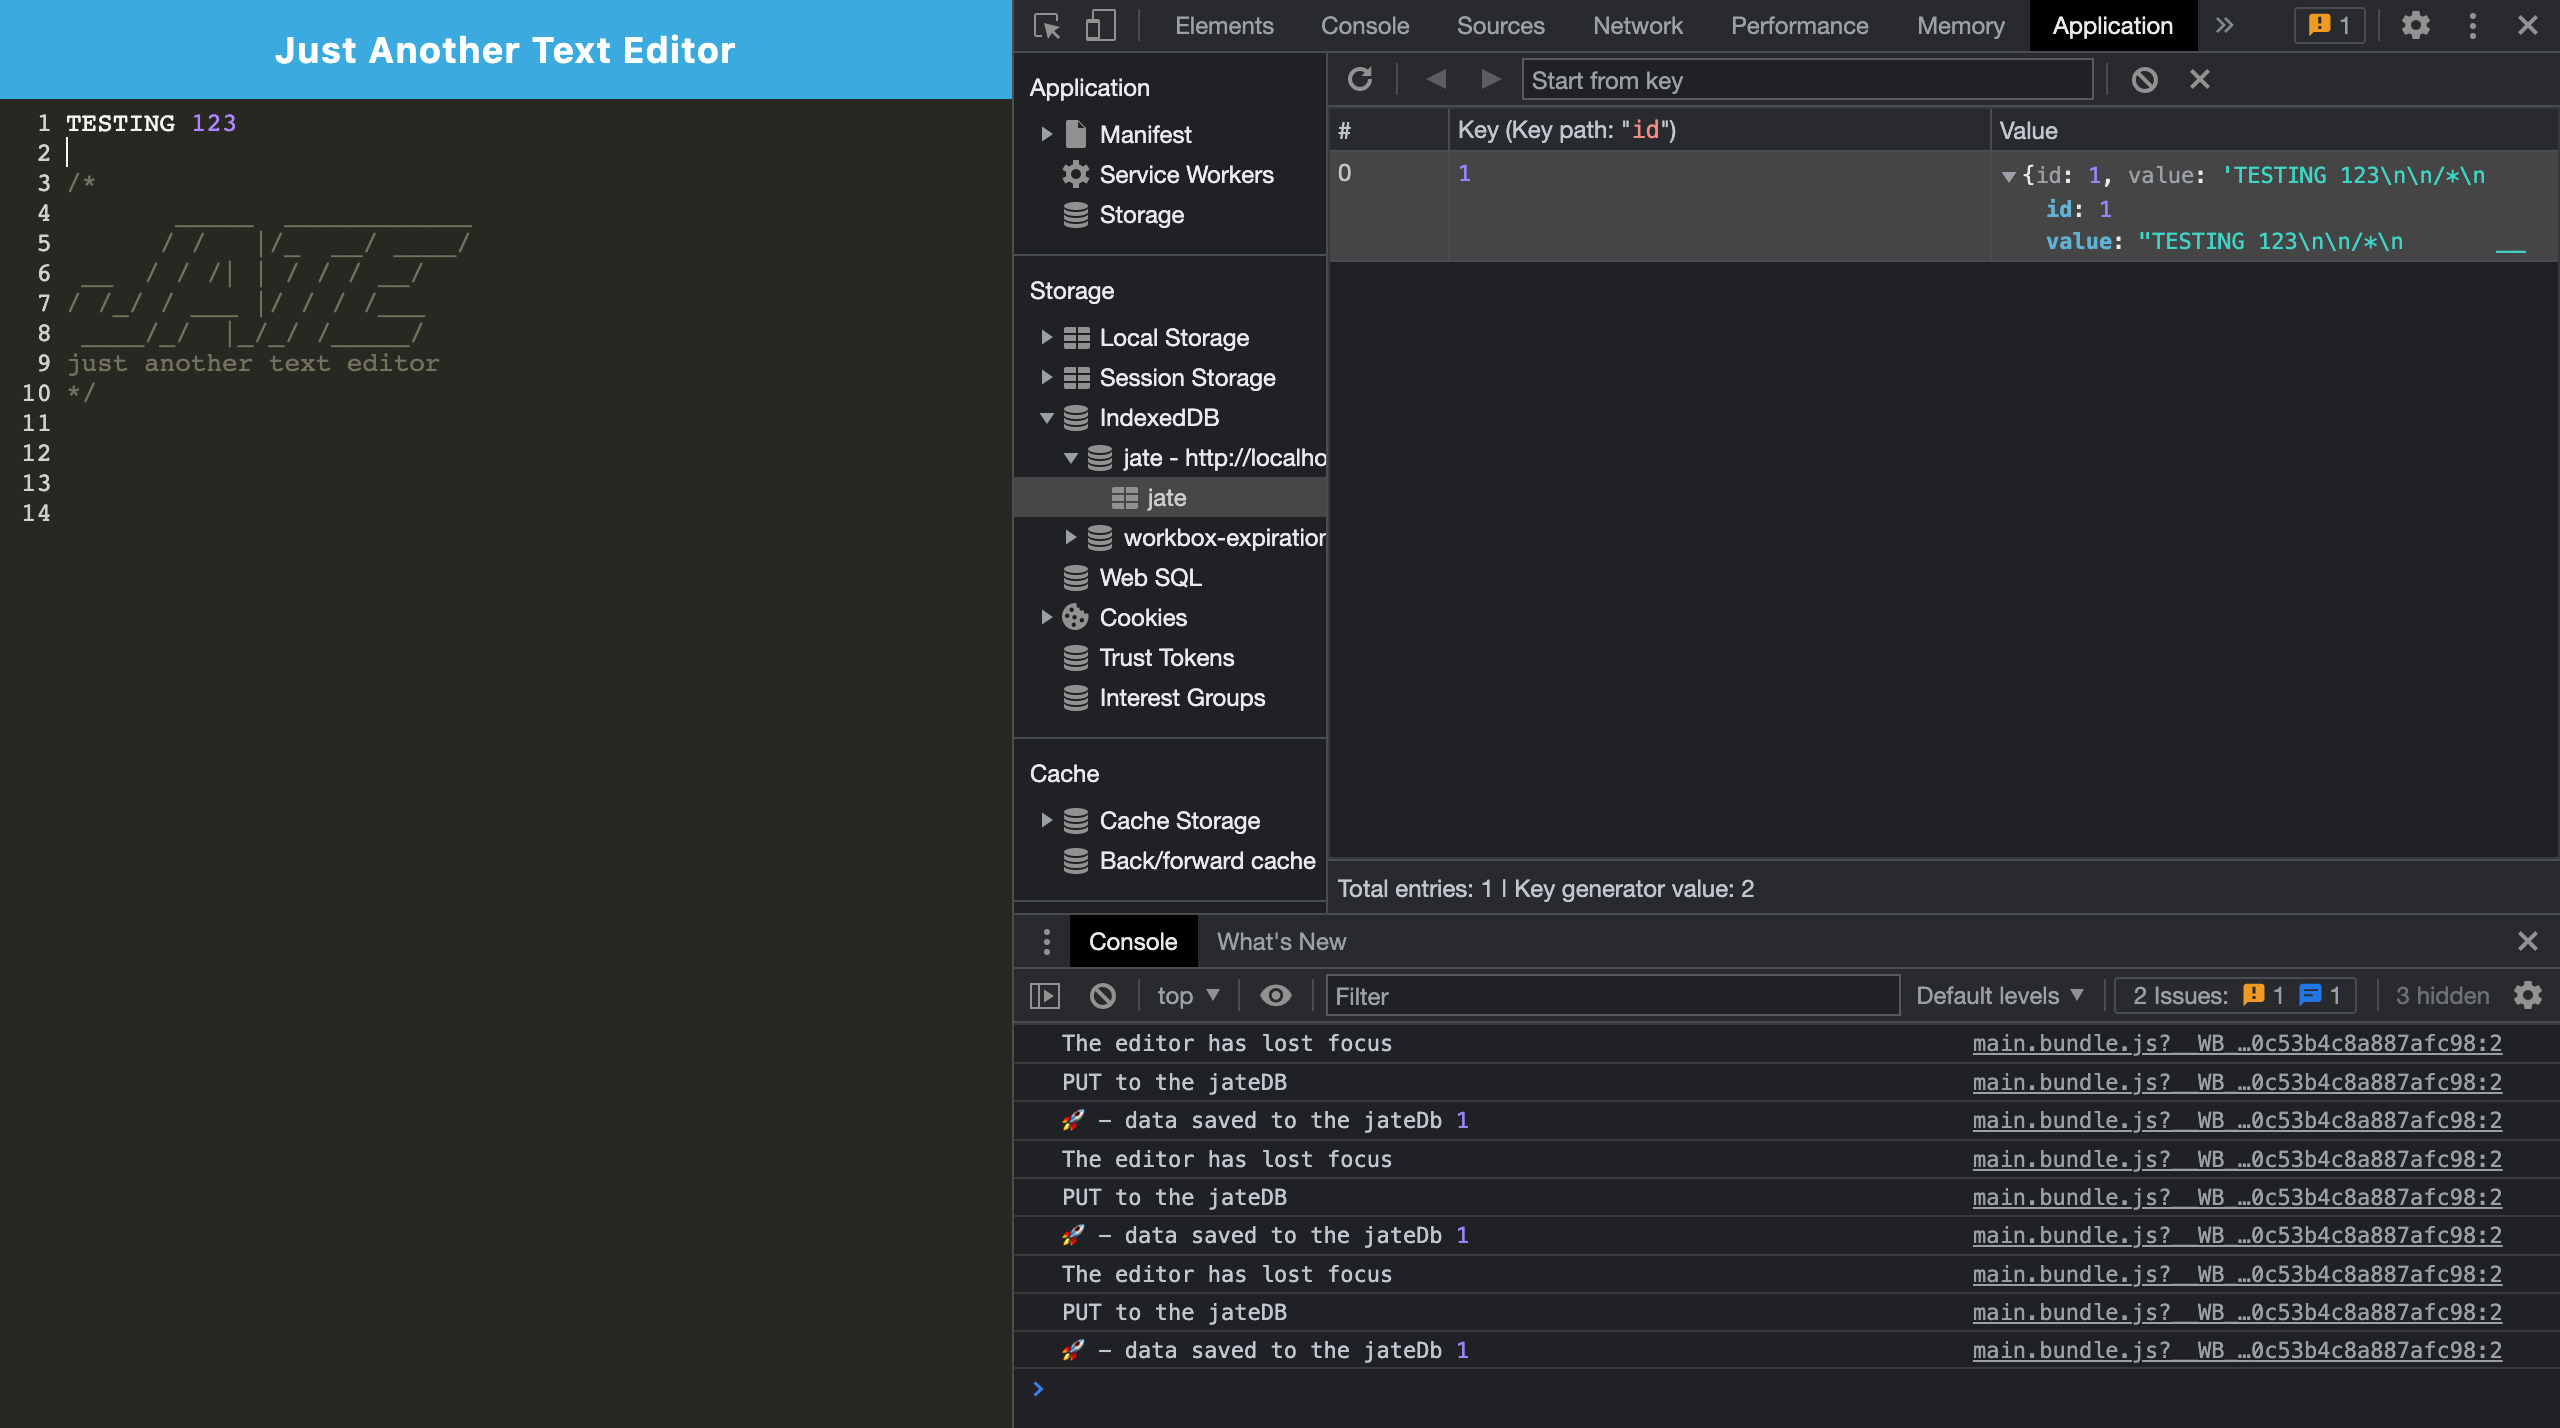 Just Another Text Editor
1 TESTING 123
2
3 /*
4        _____  ____________
5       / /   |/_  __/ ____/
6  __  / / /| | / / / __/
7 / /_/ / ___ |/ / / /___
8  ____/_/  |_/_/ /_____/
9 just another text editor
10 */
11
12
13
14
Elements Console Sources Network Performance Memory Application » 1
Application
Manifest
Service Workers
Storage
Storage
Local Storage
Session Storage
IndexedDB
jate - http://localho
jate
workbox-expiration
Web SQL
Cookies
Trust Tokens
Interest Groups
Cache
Cache Storage
Back/forward cache
Start from key
# Key (Key path: "id") Value
0 1 {id: 1, value: 'TESTING 123\n\n/*\n
id: 1
value: "TESTING 123\n\n/*\n      __
Total entries: 1 | Key generator value: 2
Console What's New
top Filter Default levels 2 Issues: 1 1 3 hidden
The editor has lost focus main.bundle.js?__WB_…0c53b4c8a887afc98:2
PUT to the jateDB main.bundle.js?__WB_…0c53b4c8a887afc98:2
🚀 – data saved to the jateDb 1 main.bundle.js?__WB_…0c53b4c8a887afc98:2
The editor has lost focus main.bundle.js?__WB_…0c53b4c8a887afc98:2
PUT to the jateDB main.bundle.js?__WB_…0c53b4c8a887afc98:2
🚀 – data saved to the jateDb 1 main.bundle.js?__WB_…0c53b4c8a887afc98:2
The editor has lost focus main.bundle.js?__WB_…0c53b4c8a887afc98:2
PUT to the jateDB main.bundle.js?__WB_…0c53b4c8a887afc98:2
🚀 – data saved to the jateDb 1 main.bundle.js?__WB_…0c53b4c8a887afc98:2